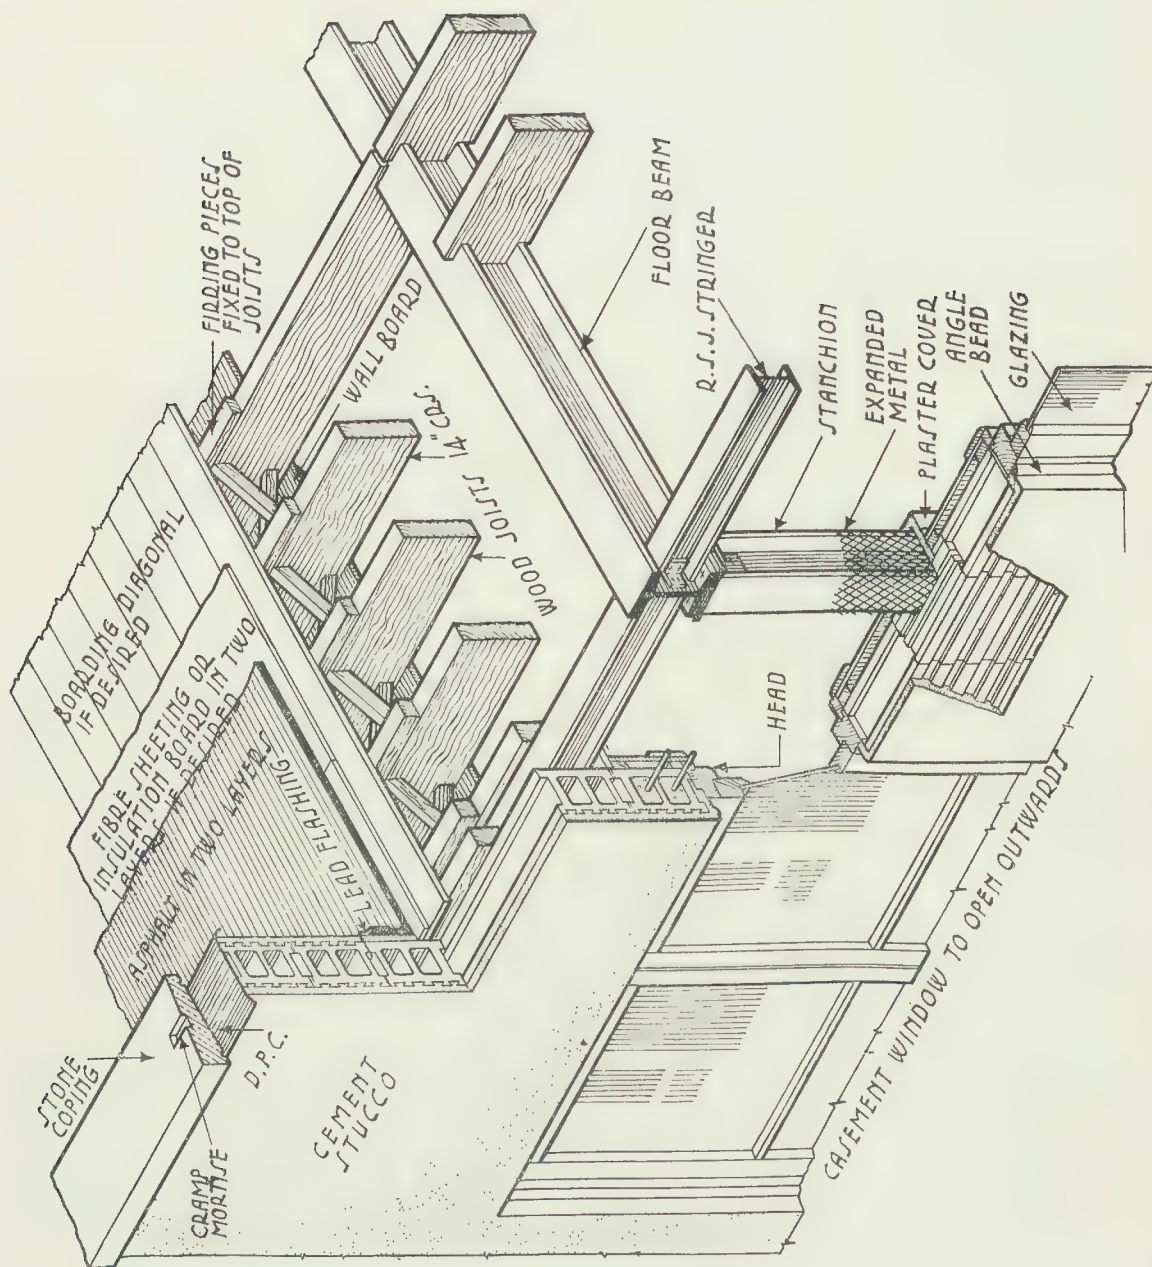 FIRRING PIECES
FIXED TO TOP OF
JOISTS
WALL BOARD
WOOD JOISTS 14" CRS.
BOARDING DIAGONAL
IF DESIRED
FIBRE SHEETING OR
INSULATION BOARD IN TWO
LAYERS IF DESIRED
ASPHALT IN TWO LAYERS
LEAD FLASHING
STONE
COPING
CRAMP
MORTISE
D.P.C.
CEMENT
STUCCO
FLOOR BEAM
R.S.J. STRINGER
STANCHION
EXPANDED
METAL
PLASTER COVER
ANGLE
BEAD
GLAZING
HEAD
CASEMENT WINDOW TO OPEN OUTWARDS